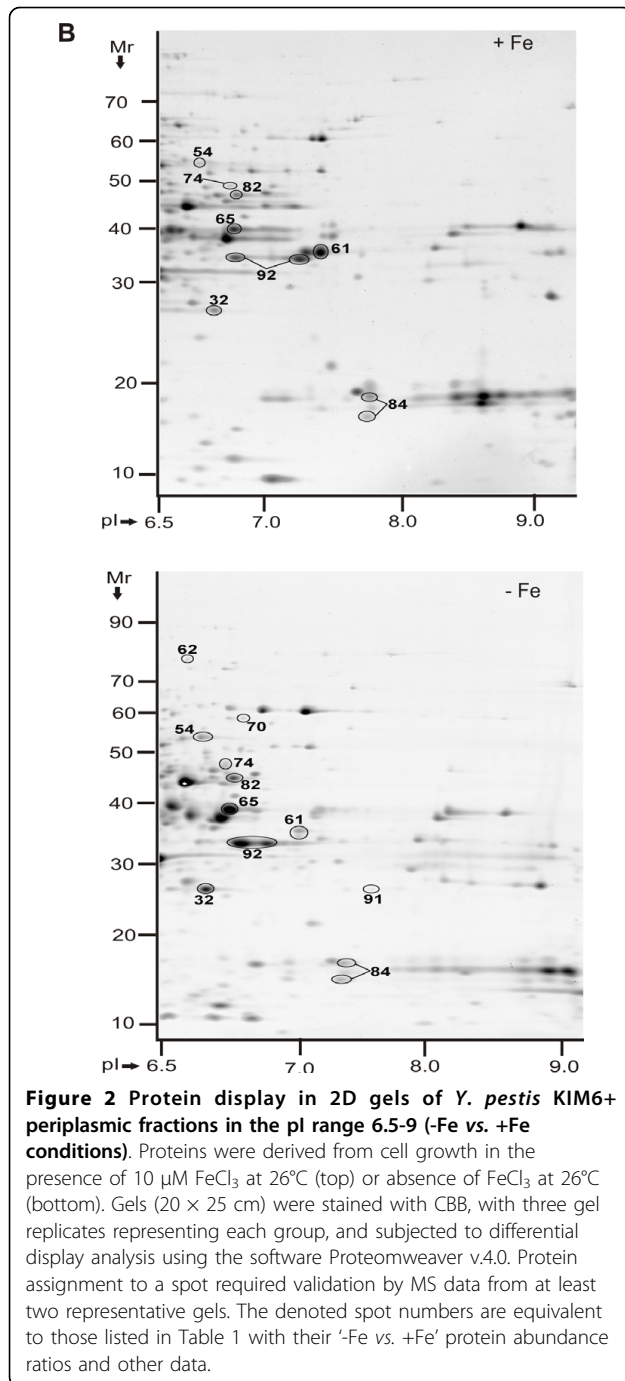 B
Mr
+ Fe
70
60
54
50
74
82
40
65
61
92
30
32
20
84
10
pI
6.5
7.0
8.0
9.0
Mr
- Fe
90
62
70
60
70
54
50
74
82
40
65
61
92
30
32
91
20
84
10
pI
6.5
7.0
8.0
9.0
Figure 2 Protein display in 2D gels of Y. pestis KIM6+
periplasmic fractions in the pI range 6.5-9 (-Fe vs. +Fe
conditions). Proteins were derived from cell growth in the
presence of 10 μM FeCl₃ at 26°C (top) or absence of FeCl₃ at 26°C
(bottom). Gels (20 × 25 cm) were stained with CBB, with three gel
replicates representing each group, and subjected to differential
display analysis using the software Proteomweaver v.4.0. Protein
assignment to a spot required validation by MS data from at least
two representative gels. The denoted spot numbers are equivalent
to those listed in Table 1 with their '-Fe vs. +Fe' protein abundance
ratios and other data.